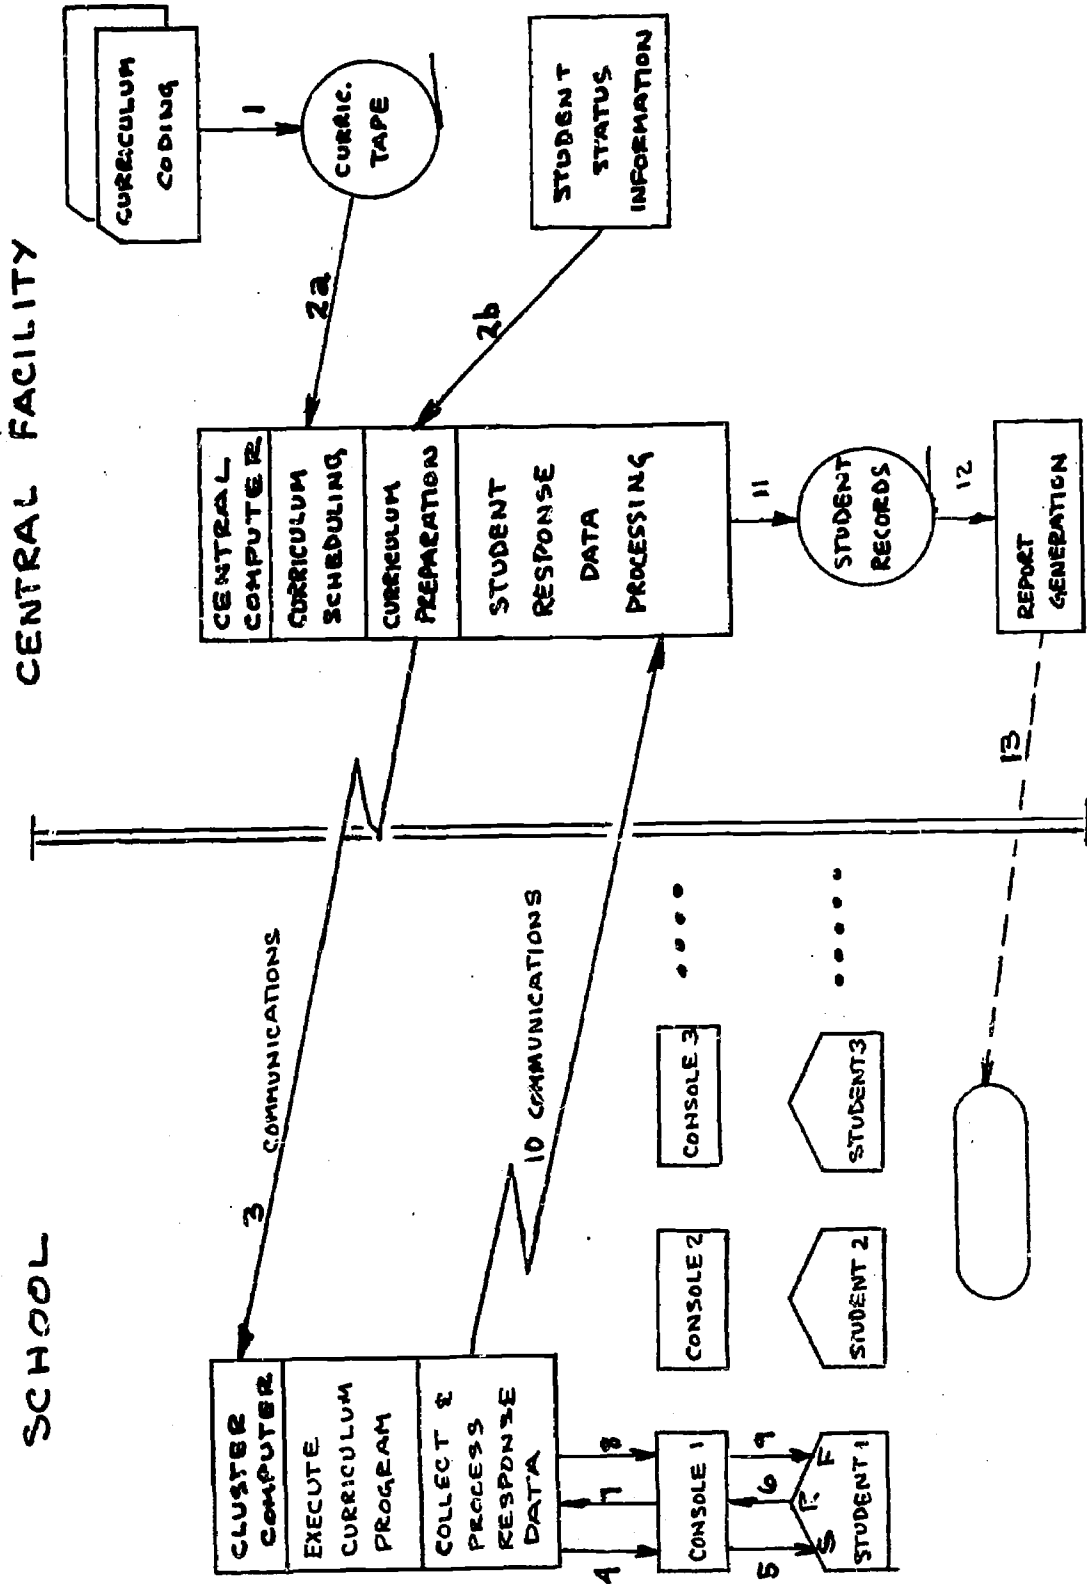 SCHOOL
CENTRAL FACILITY
CLUSTER
COMPUTER
EXECUTE
CURRICULUM
PROGRAM
COLLECT &
PROCESS
RESPONSE
DATA
3
COMMUNICATIONS
10 COMMUNICATIONS
4
7
8
CONSOLE 1
CONSOLE 2
CONSOLE 3
5
6
9
S
R
F
STUDENT 1
STUDENT 2
STUDENT 3
CENTRAL
COMPUTER
CURRICULUM
SCHEDULING
CURRICULUM
PREPARATION
STUDENT
RESPONSE
DATA
PROCESSING
11
STUDENT
RECORDS
12
REPORT
GENERATION
13
CURRICULUM
CODING
1
CURRIC.
TAPE
2a
2b
STUDENT
STATUS
INFORMATION